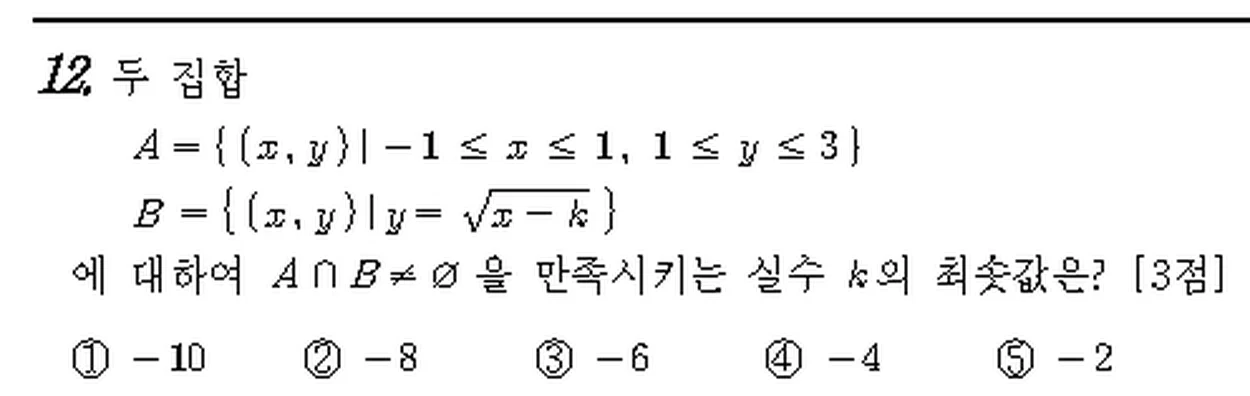 12. 두 집합
A = { (x, y) | −1 ≤ x ≤ 1, 1 ≤ y ≤ 3 }
B = { (x, y) | y = √(x − k) }
에 대하여 A ∩ B ≠ ∅ 을 만족시키는 실수 k의 최솟값은? [3점]
① −10 ② −8 ③ −6 ④ −4 ⑤ −2